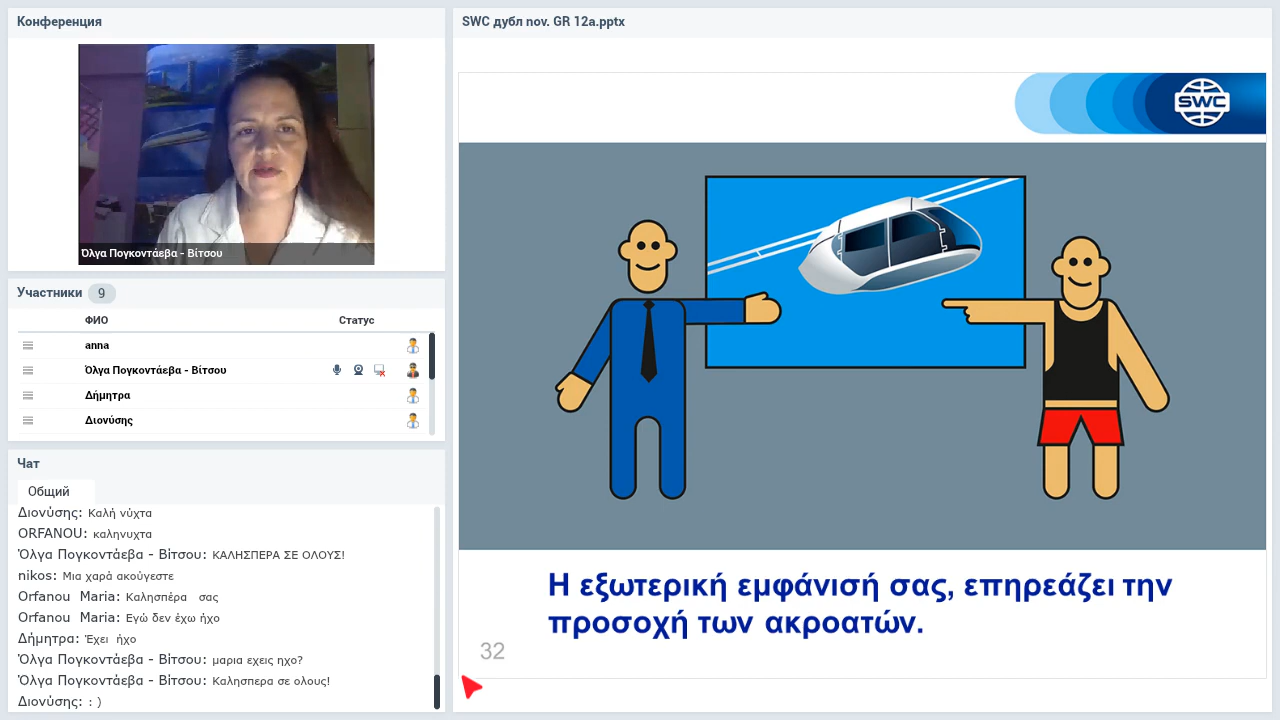 Конференция
Όλγα Πογκοντάεβα - Βίτσου
Участники 9
ФИО Статус
anna
Όλγα Πογκοντάεβα - Βίτσου
Δήμητρα
Διονύσης
Чат
Общий
Διονύσης: Καλή νύχτα
ORFANOU: καληνυχτα
Όλγα Πογκοντάεβα - Βίτσου: ΚΑΛΗΣΠΕΡΑ ΣΕ ΟΛΟΥΣ!
nikos: Μια χαρά ακούγεστε
Orfanou Maria: Καλησπέρα σας
Orfanou Maria: Εγώ δεν έχω ήχο
Δήμητρα: Έχει ήχο
Όλγα Πογκοντάεβα - Βίτσου: μαρια εχεις ηχο?
Όλγα Πογκοντάεβα - Βίτσου: Καλησπερα σε ολους!
Διονύσης: : )
SWC дубл nov. GR 12a.pptx
SWC
Η εξωτερική εμφάνισή σας, επηρεάζει την
προσοχή των ακροατών.
32